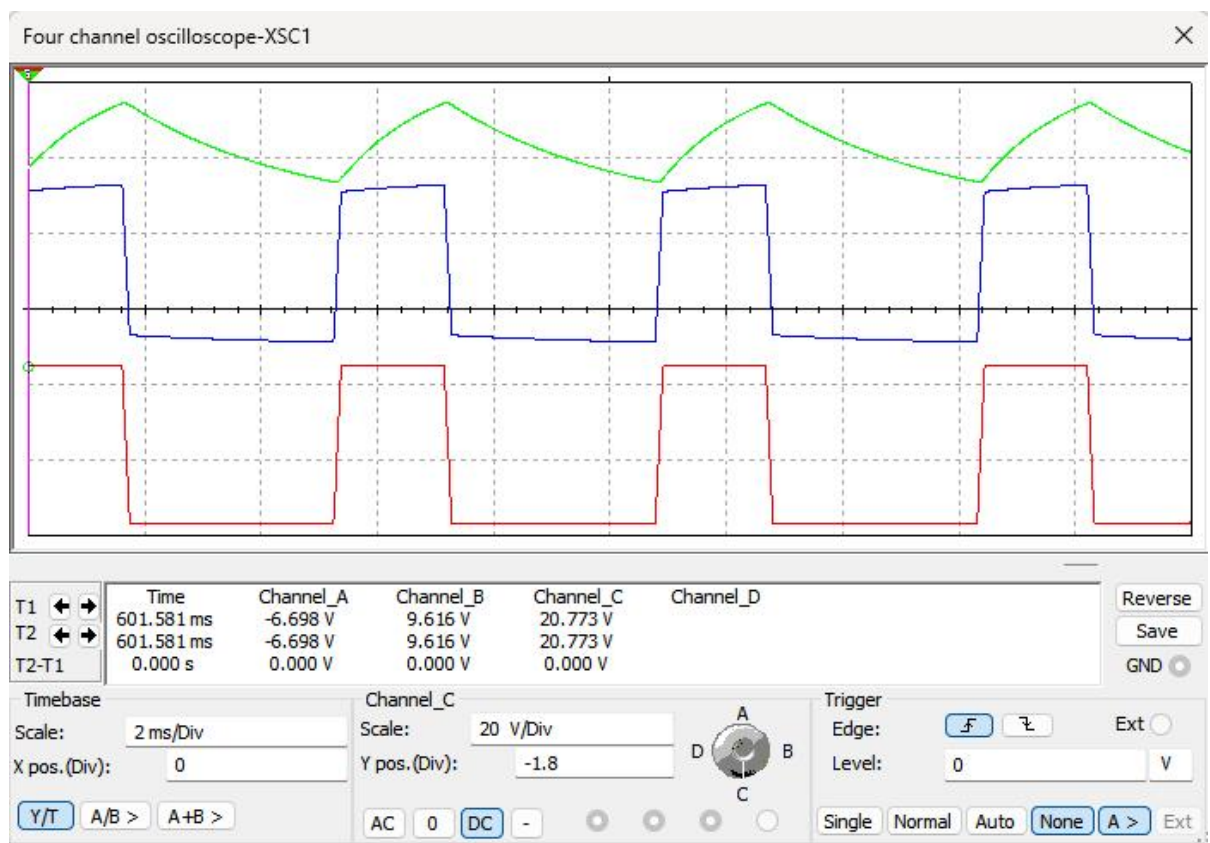 Four channel oscilloscope-XSC1
Time Channel_A Channel_B Channel_C Channel_D
T1 601.581 ms -6.698 V 9.616 V 20.773 V
T2 601.581 ms -6.698 V 9.616 V 20.773 V
T2-T1 0.000 s 0.000 V 0.000 V 0.000 V
Reverse
Save
GND
Timebase
Scale: 2 ms/Div
X pos.(Div): 0
Y/T A/B > A+B >
Channel_C
Scale: 20 V/Div
Y pos.(Div): -1.8
AC 0 DC -
A
D B
C
Trigger
Edge: Ext
Level: 0 V
Single Normal Auto None A > Ext